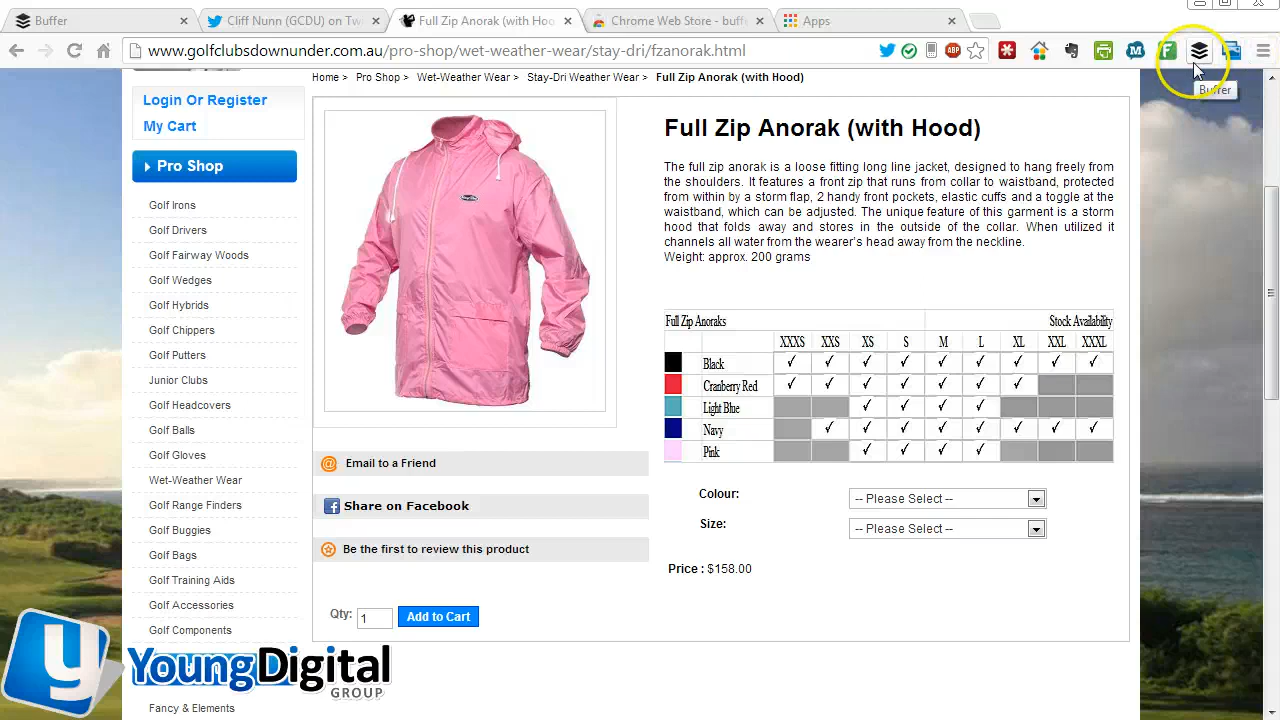 Buffer
Cliff Nunn (GCDU) on Tw
Full Zip Anorak (with Hoo
Chrome Web Store - buff
Apps
www.golfclubsdownunder.com.au/pro-shop/wet-weather-wear/stay-dri/fzanorak.html
ABP
Buffer
Home > Pro Shop > Wet-Weather Wear > Stay-Dri Weather Wear > Full Zip Anorak (with Hood)
Login Or Register
My Cart
Pro Shop
Golf Irons
Golf Drivers
Golf Fairway Woods
Golf Wedges
Golf Hybrids
Golf Chippers
Golf Putters
Junior Clubs
Golf Headcovers
Golf Balls
Golf Gloves
Wet-Weather Wear
Golf Range Finders
Golf Buggies
Golf Bags
Golf Training Aids
Golf Accessories
Golf Components
Fancy & Elements
Email to a Friend
Share on Facebook
Be the first to review this product
Qty: 1 Add to Cart
Full Zip Anorak (with Hood)
The full zip anorak is a loose fitting long line jacket, designed to hang freely from
the shoulders. It features a front zip that runs from collar to waistband, protected
from within by a storm flap, 2 handy front pockets, elastic cuffs and a toggle at the
waistband, which can be adjusted. The unique feature of this garment is a storm
hood that folds away and stores in the outside of the collar. When utilized it
channels all water from the wearer's head away from the neckline.
Weight: approx. 200 grams
Full Zip Anoraks Stock Availability
XXXS XXS XS S M L XL XXL XXXL
Black ✓ ✓ ✓ ✓ ✓ ✓ ✓ ✓ ✓
Cranberry Red ✓ ✓ ✓ ✓ ✓ ✓ ✓
Light Blue ✓ ✓ ✓ ✓
Navy ✓ ✓ ✓ ✓ ✓ ✓ ✓ ✓
Pink ✓ ✓ ✓ ✓
Colour: -- Please Select --
Size: -- Please Select --
Price : $158.00
YoungDigital
GROUP